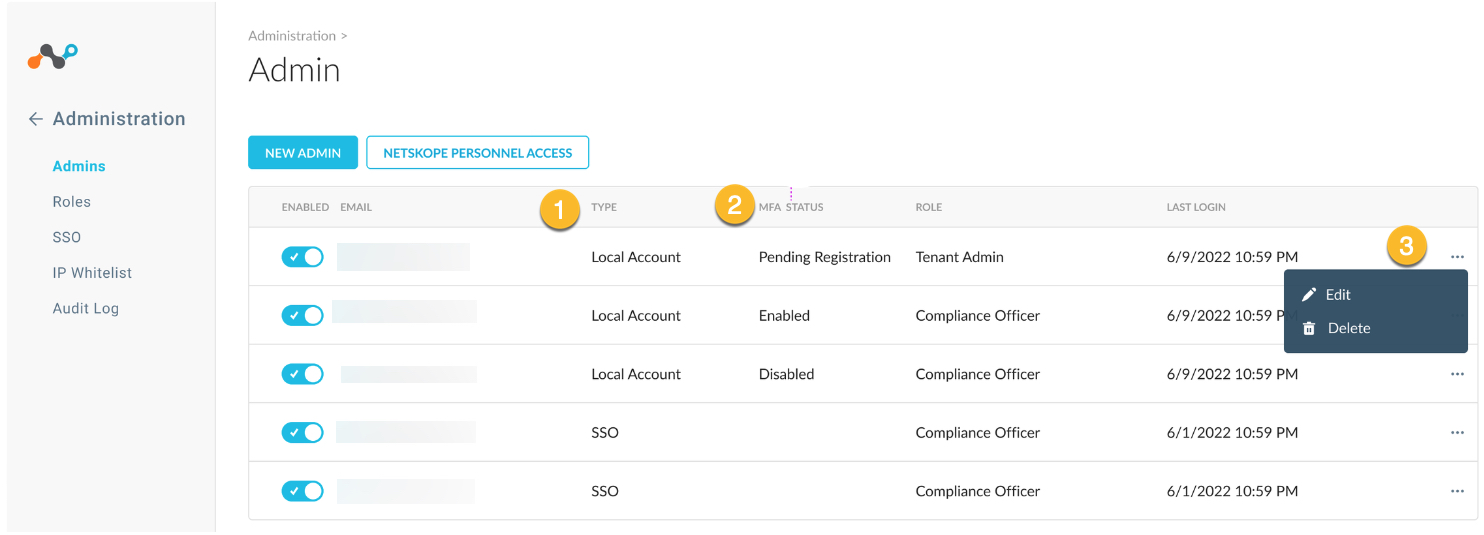 Administration >
Admin
Administration
Admins
Roles
SSO
IP Whitelist
Audit Log
NEW ADMIN NETSKOPE PERSONNEL ACCESS
ENABLED EMAIL 1 TYPE 2 MFA STATUS ROLE LAST LOGIN
Local Account Pending Registration Tenant Admin 6/9/2022 10:59 PM 3 ...
Edit
Local Account Enabled Compliance Officer 6/9/2022 10:59 PM
Delete
Local Account Disabled Compliance Officer 6/9/2022 10:59 PM ...
SSO Compliance Officer 6/1/2022 10:59 PM ...
SSO Compliance Officer 6/1/2022 10:59 PM ...